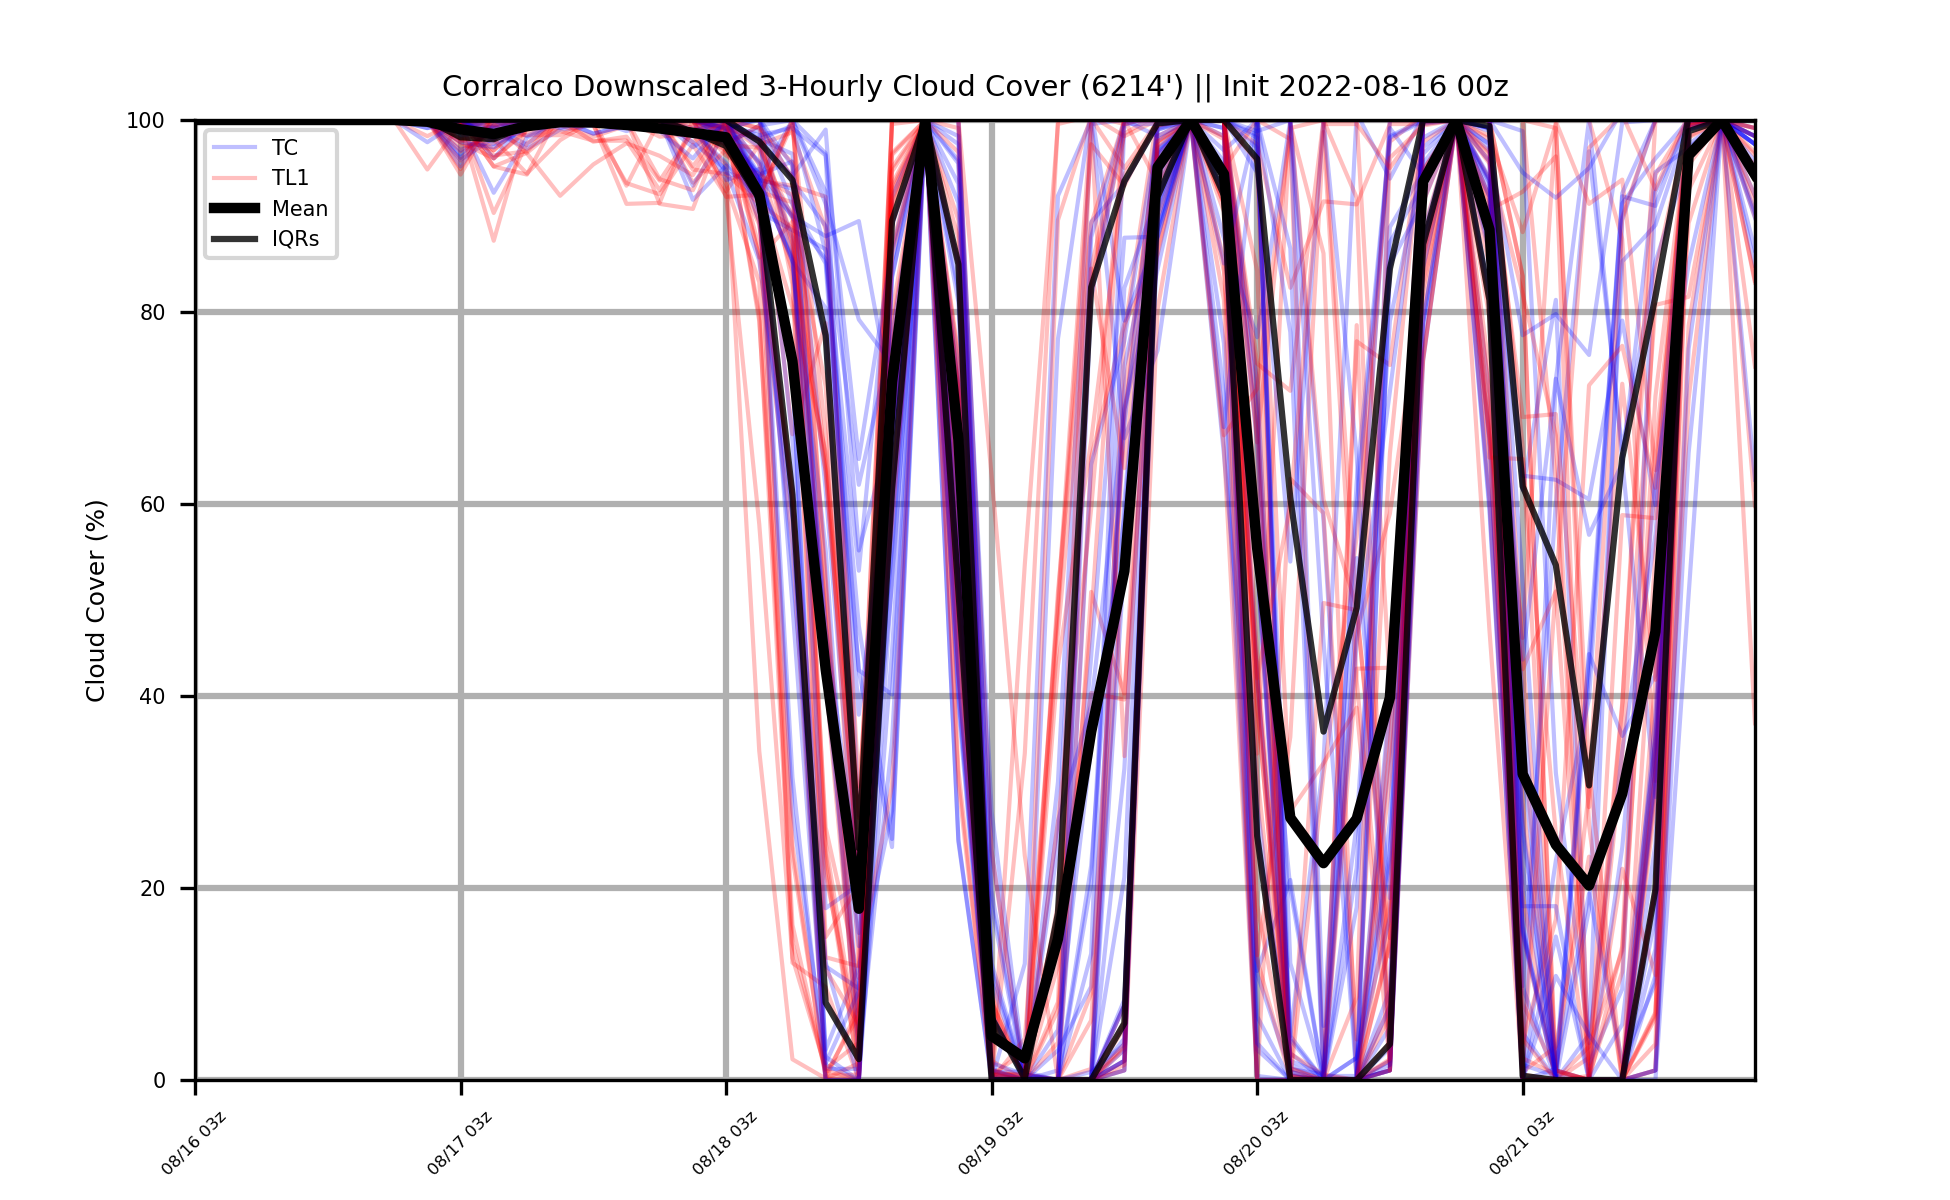 Corralco Downscaled 3-Hourly Cloud Cover (6214') || Init 2022-08-16 00z
100
80
60
40
20
0
Cloud Cover (%)
TC
TL1
Mean
IQRs
08/16 03z
08/17 03z
08/18 03z
08/19 03z
08/20 03z
08/21 03z